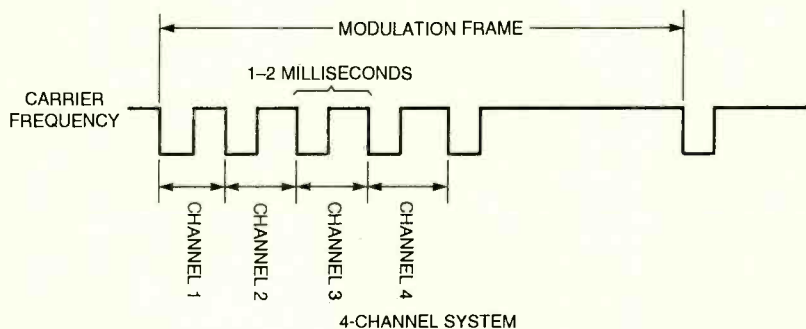 MODULATION FRAME
1–2 MILLISECONDS
CARRIER
FREQUENCY
CHANNEL 1
CHANNEL 2
CHANNEL 3
CHANNEL 4
4-CHANNEL SYSTEM